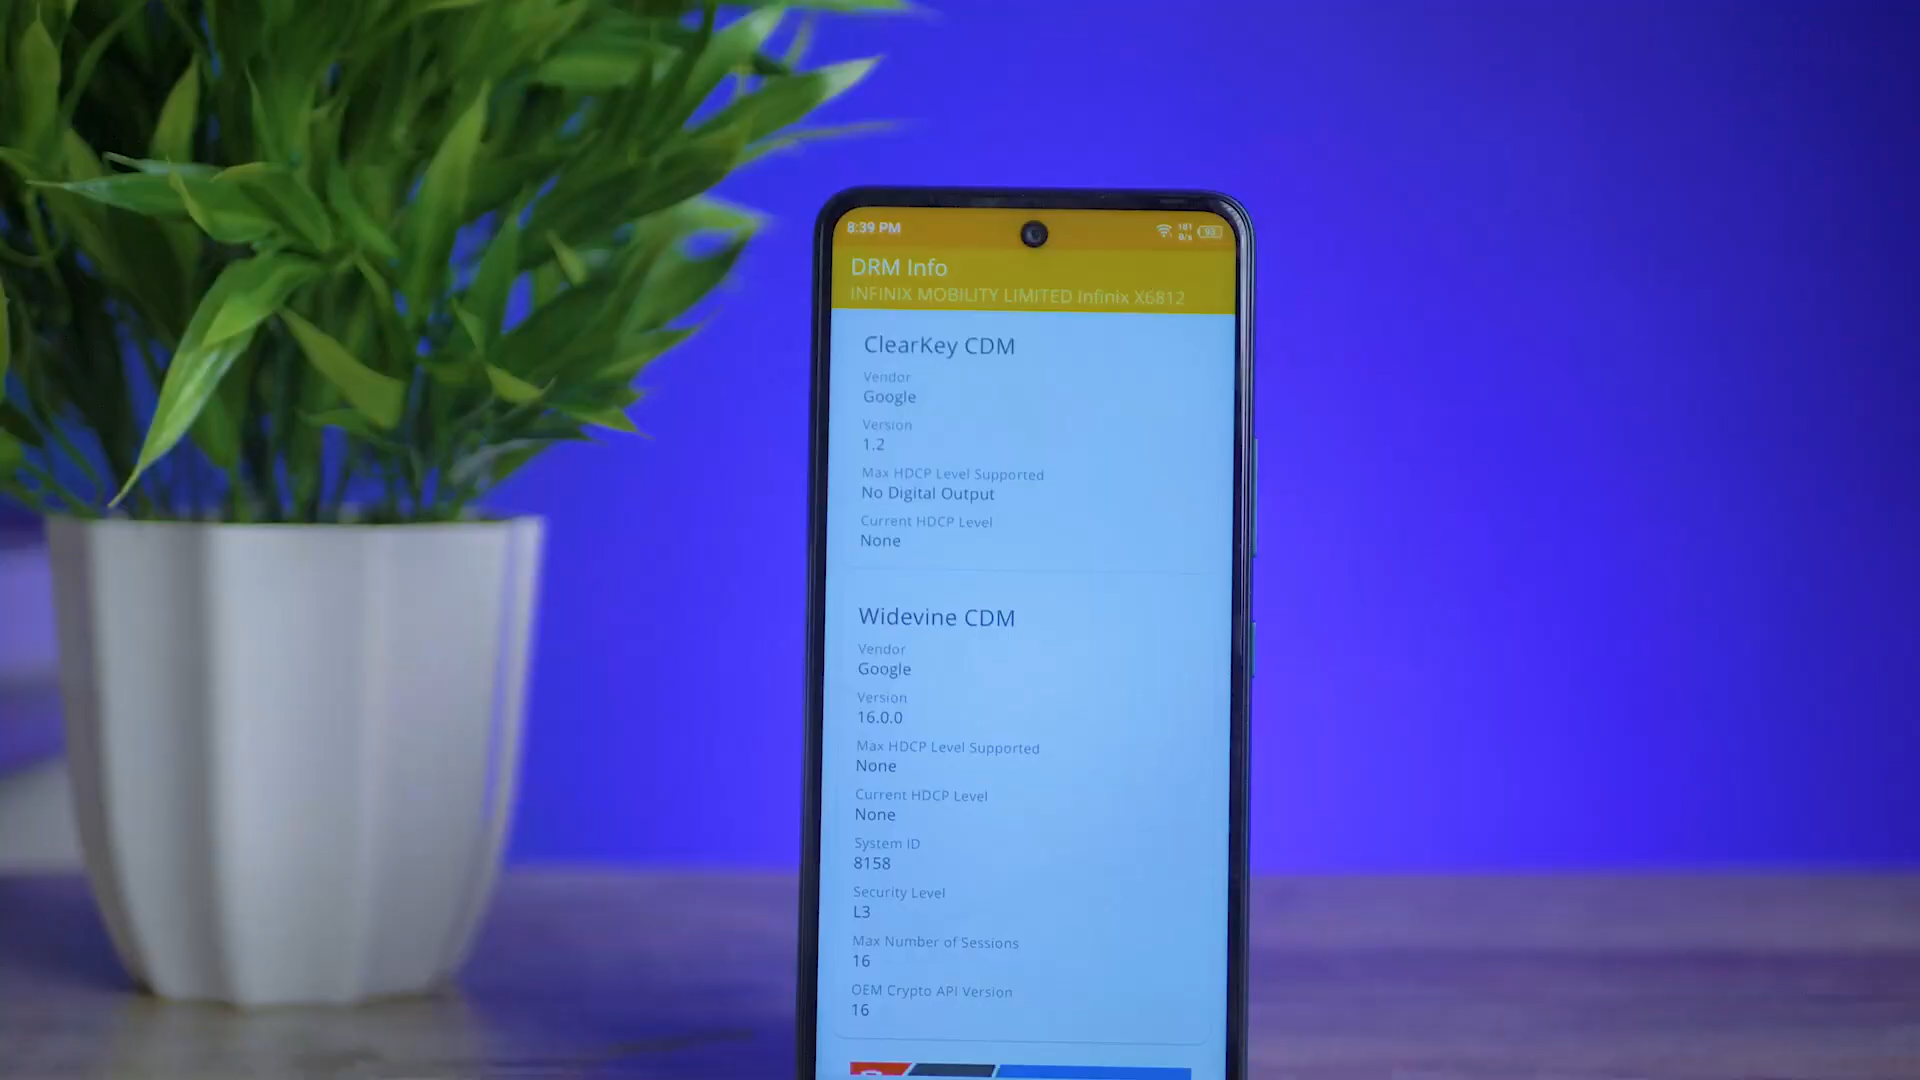 8:39 PM
181
0/s
93
DRM Info
INFINIX MOBILITY LIMITED Infinix X6812
ClearKey CDM
Vendor
Google
Version
1.2
Max HDCP Level Supported
No Digital Output
Current HDCP Level
None
Widevine CDM
Vendor
Google
Version
16.0.0
Max HDCP Level Supported
None
Current HDCP Level
None
System ID
8158
Security Level
L3
Max Number of Sessions
16
OEM Crypto API Version
16